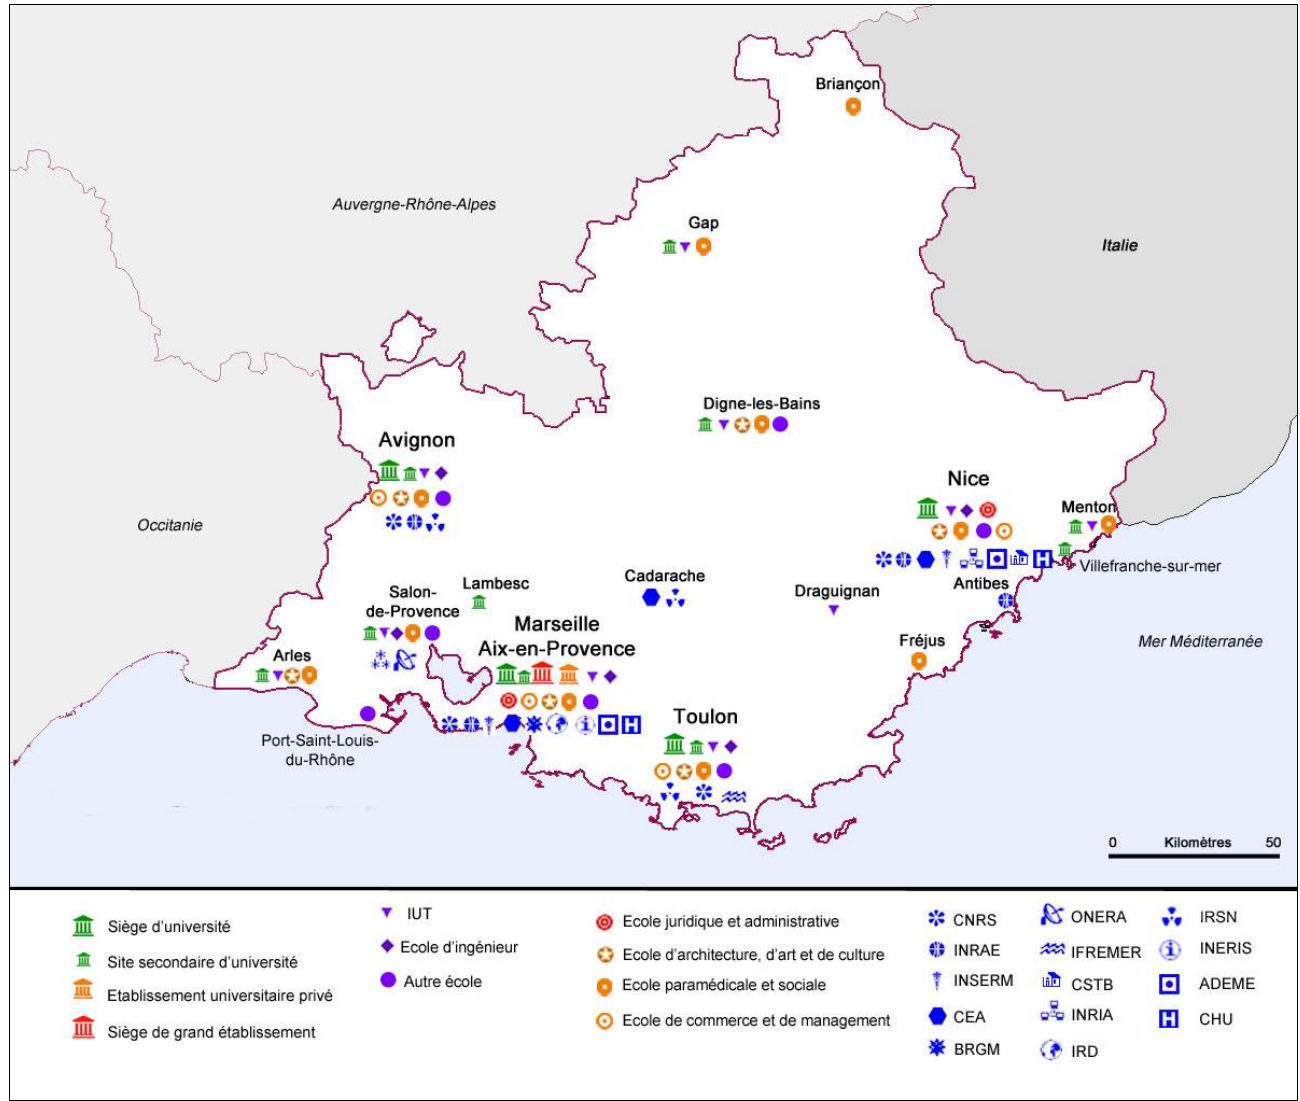 Briançon
Auvergne-Rhône-Alpes
Gap
Italie
Digne-les-Bains
Avignon
Nice
Menton
Occitanie
Villefranche-sur-mer
Cadarache
Lambesc
Antibes
Draguignan
Salon-
de-Provence
Marseille
Aix-en-Provence
Fréjus
Mer Méditerranée
Arles
Toulon
Port-Saint-Louis-
du-Rhône
0 Kilomètres 50
Siège d'université
Site secondaire d'université
Etablissement universitaire privé
Siège de grand établissement
IUT
Ecole d'ingénieur
Autre école
Ecole juridique et administrative
Ecole d'architecture, d'art et de culture
Ecole paramédicale et sociale
Ecole de commerce et de management
CNRS
INRAE
INSERM
CEA
BRGM
ONERA
IFREMER
CSTB
INRIA
IRD
IRSN
INERIS
ADEME
CHU